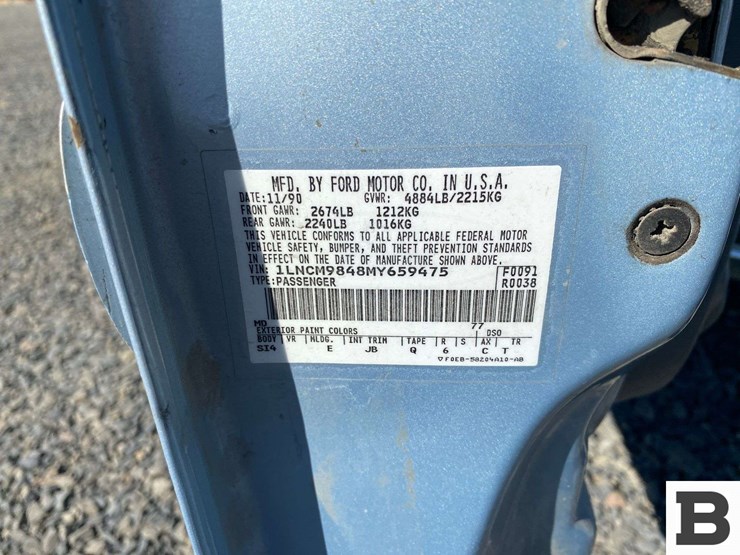 MFD. BY FORD MOTOR CO. IN U.S.A.
DATE: 11/90 GVWR: 4884LB/2215KG
FRONT GAWR: 2674LB 1212KG
REAR GAWR: 2240LB 1016KG
THIS VEHICLE CONFORMS TO ALL APPLICABLE FEDERAL MOTOR
VEHICLE SAFETY, BUMPER, AND THEFT PREVENTION STANDARDS
IN EFFECT ON THE DATE OF MANUFACTURE SHOWN ABOVE.
VIN: 1LNCM9848MY659475 F0091
TYPE: PASSENGER R0038
MD 77
EXTERIOR PAINT COLORS DSO
BODY VR MLDG. INT TRIM TAPE R S AX TR
SI4 E JB Q 6 C T
▽F0EB-58204A10-AB
B